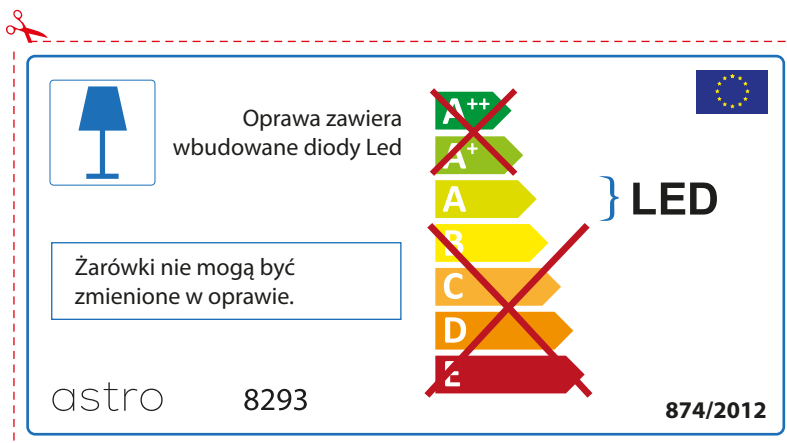 Oprawa zawiera
wbudowane diody Led
A++
A+
A
LED
B
Żarówki nie mogą być
zmienione w oprawie.
C
D
E
astro 8293
874/2012